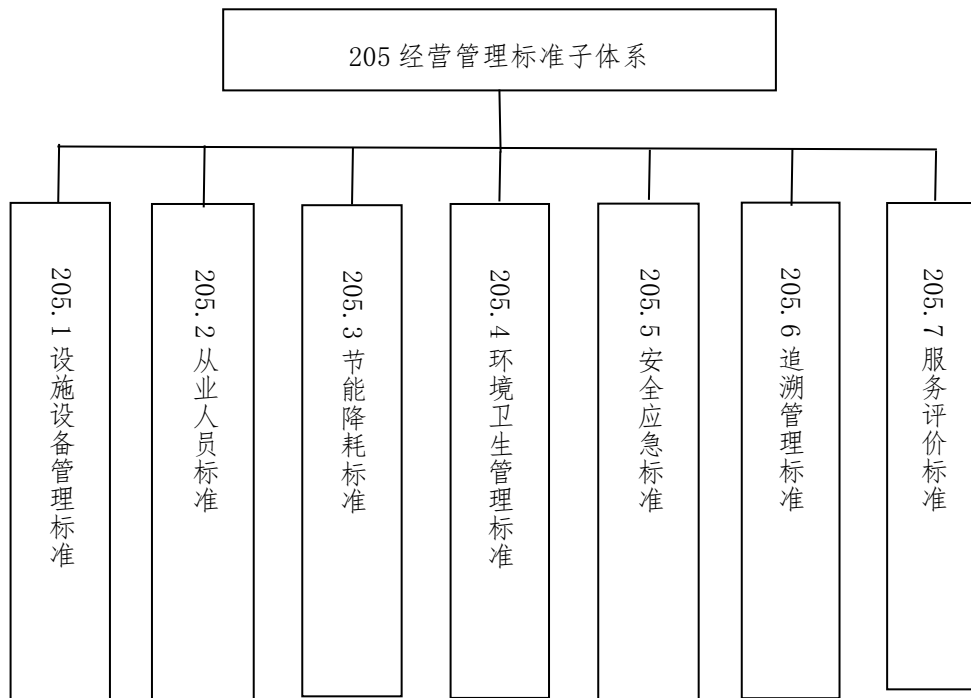 205 经营管理标准子体系
205.1 设施设备管理标准
205.2 从业人员标准
205.3 节能降耗标准
205.4 环境卫生管理标准
205.5 安全应急标准
205.6 追溯管理标准
205.7 服务评价标准